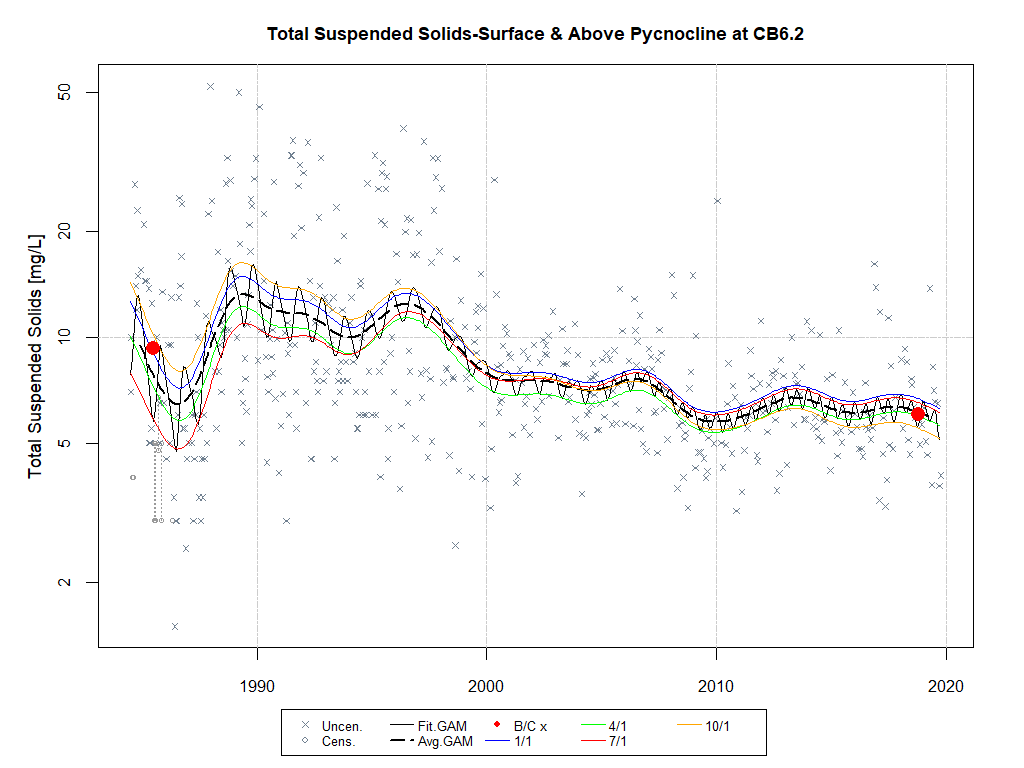 Total Suspended Solids-Surface & Above Pycnocline at CB6.2
Total Suspended Solids [mg/L]
50
20
10
5
2
1990 2000 2010 2020
Uncen. Fit.GAM B/C x 4/1 10/1
Cens. Avg.GAM 1/1 7/1